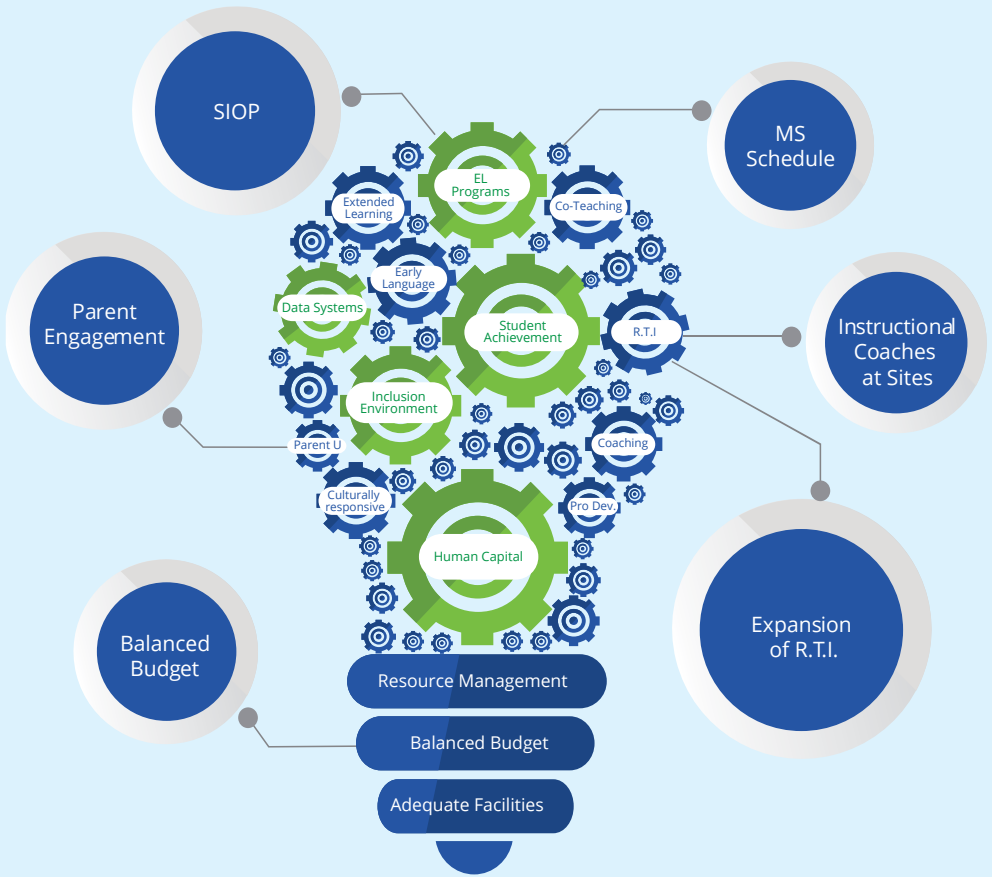 SIOP
MS
Schedule
EL
Programs
Extended
Learning
Co-Teaching
Early
Language
Data Systems
Student
Achievement
R.T.I
Parent
Engagement
Instructional
Coaches
at Sites
Inclusion
Environment
Parent U
Coaching
Culturally
responsive
Pro Dev.
Human Capital
Balanced
Budget
Expansion
of R.T.I.
Resource Management
Balanced Budget
Adequate Facilities